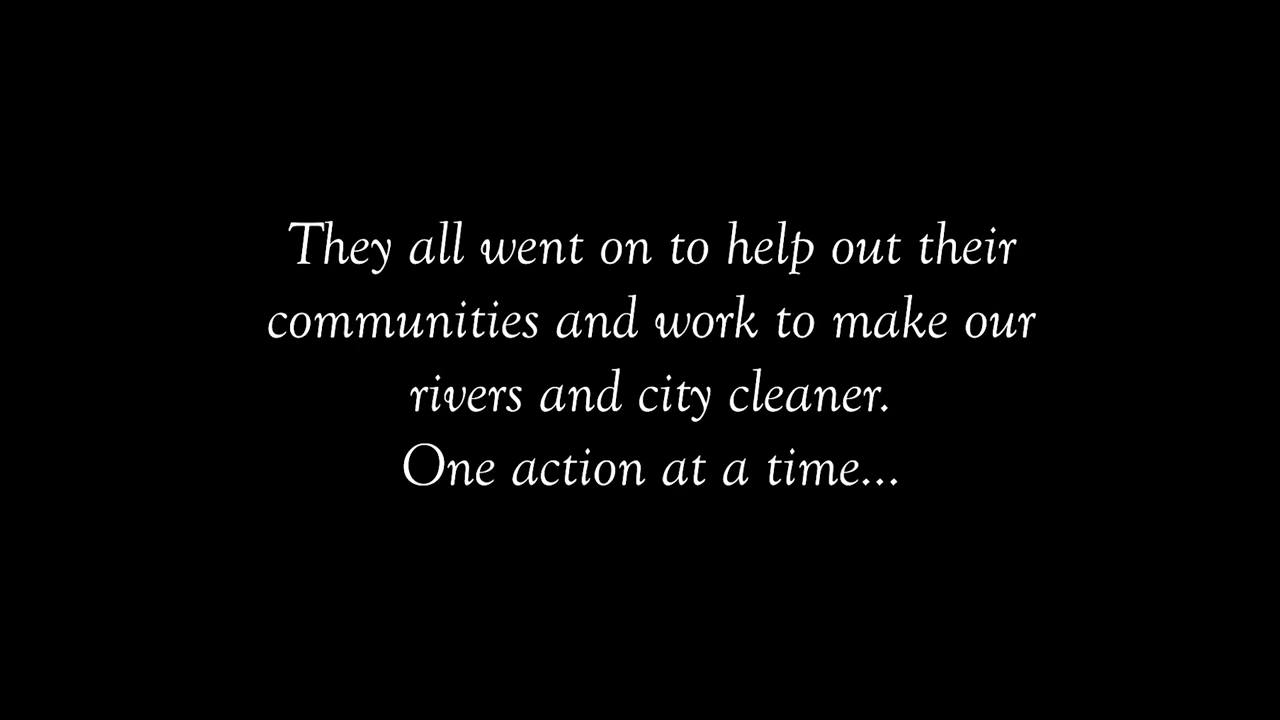 They all went on to help out their
communities and work to make our
rivers and city cleaner.
One action at a time...